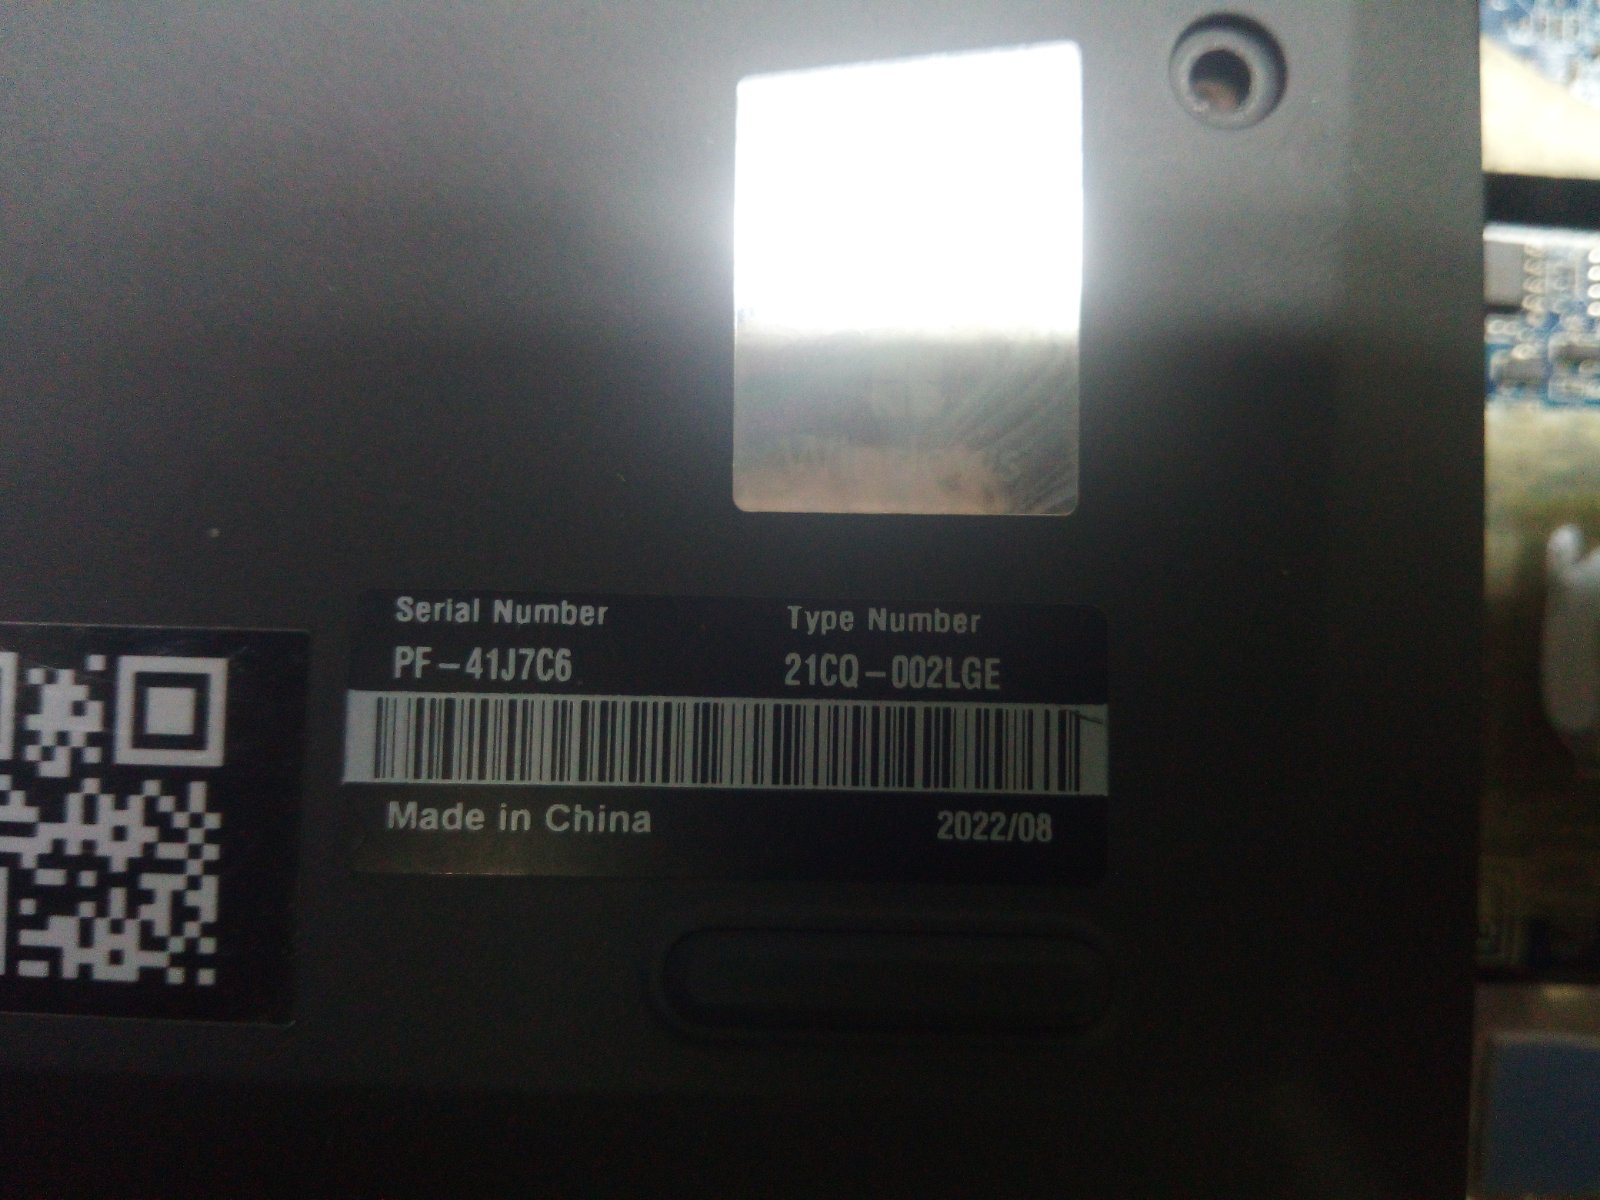 Serial Number Type Number
PF-41J7C6 21CQ-002LGE
Made in China 2022/08